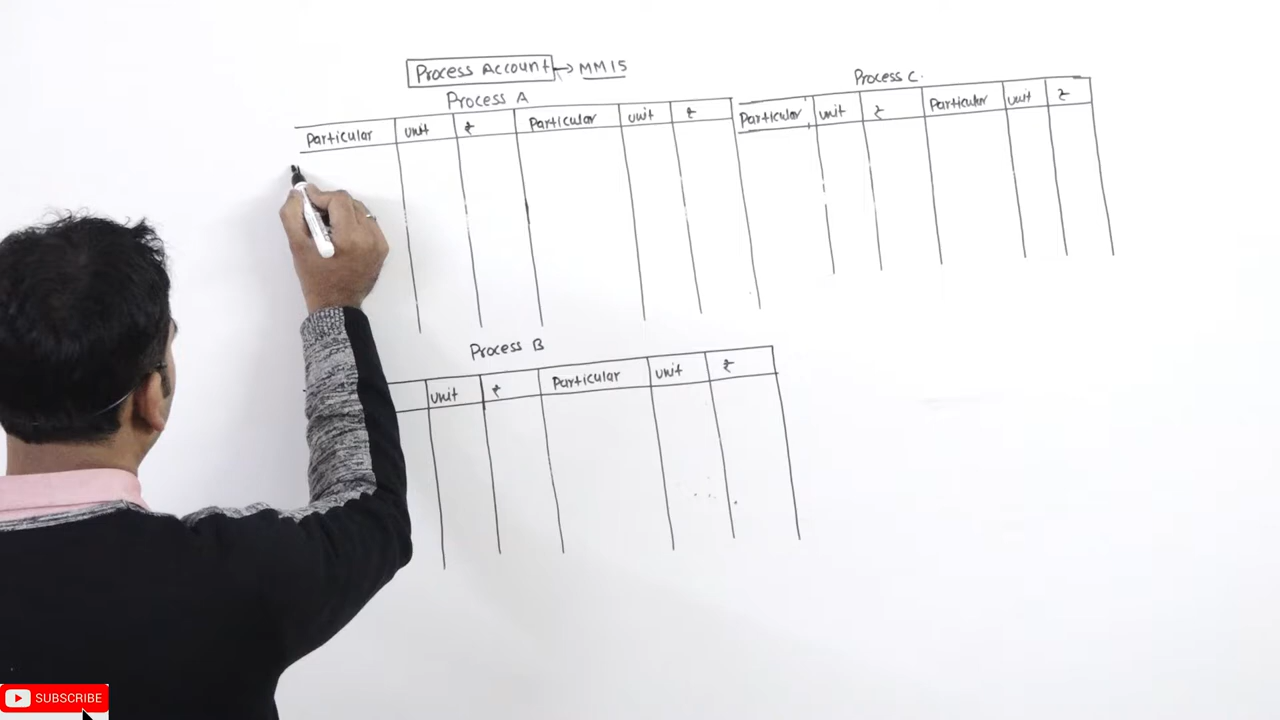 Process Account → MM15
Process A
Particular unit ₹ Particular unit ₹
Process C
Particular unit ₹ Particular unit ₹
Process B
unit ₹ Particular unit ₹
SUBSCRIBE